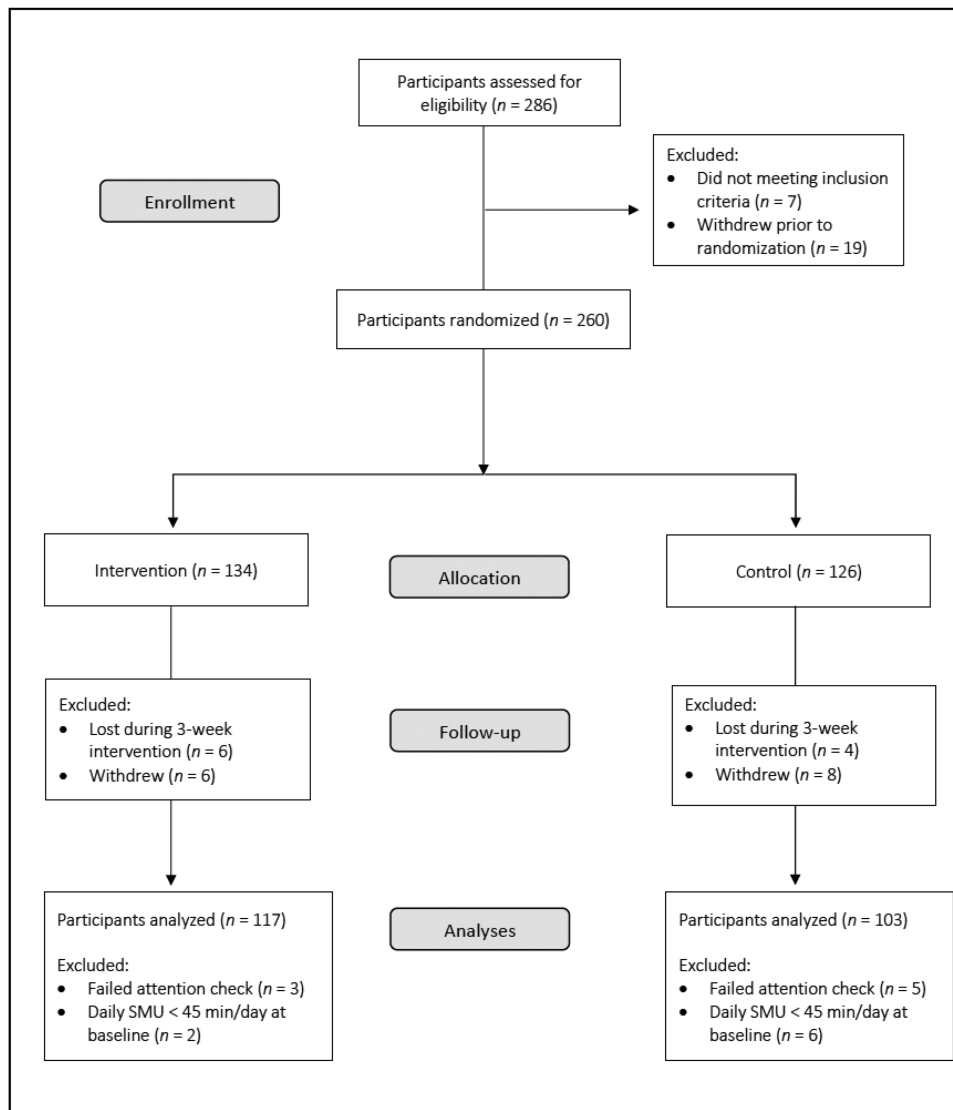 Participants assessed for
eligibility (n = 286)
Excluded:
• Did not meeting inclusion
criteria (n = 7)
• Withdrew prior to
randomization (n = 19)
Enrollment
Participants randomized (n = 260)
Intervention (n = 134)
Allocation
Control (n = 126)
Excluded:
• Lost during 3-week
intervention (n = 6)
• Withdrew (n = 6)
Follow-up
Excluded:
• Lost during 3-week
intervention (n = 4)
• Withdrew (n = 8)
Participants analyzed (n = 117)
Excluded:
• Failed attention check (n = 3)
• Daily SMU < 45 min/day at
baseline (n = 2)
Analyses
Participants analyzed (n = 103)
Excluded:
• Failed attention check (n = 5)
• Daily SMU < 45 min/day at
baseline (n = 6)